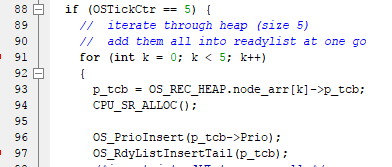 88 if (OSTickCtr == 5) {
89 // iterate through heap (size 5)
90 // add them all into readylist at one go
91 for (int k = 0; k < 5; k++)
92 {
93 p_tcb = OS_REC_HEAP.node_arr[k]->p_tcb;
94 CPU_SR_ALLOC();
95
96 OS_PrioInsert(p_tcb->Prio);
97 OS_RdyListInsertTail(p_tcb);